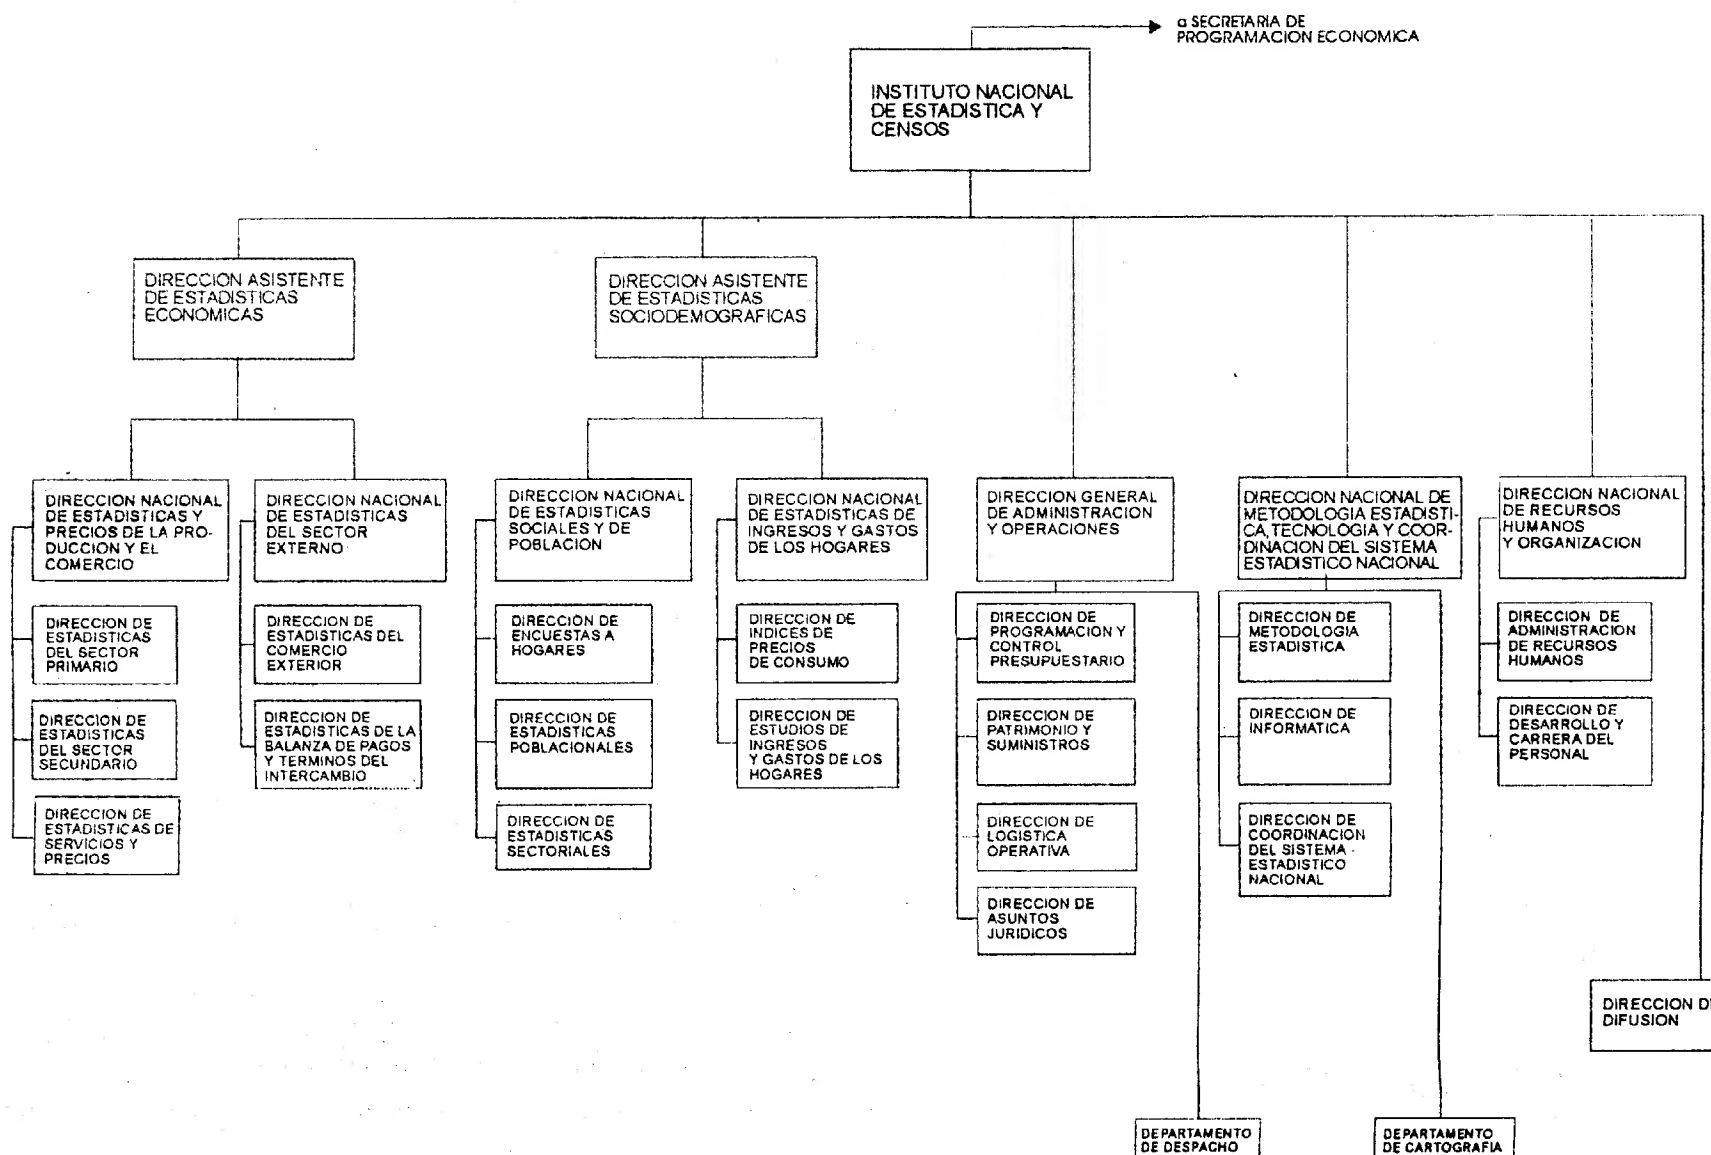 a SECRETARIA DE
PROGRAMACION ECONOMICA
INSTITUTO NACIONAL
DE ESTADISTICA Y
CENSOS
DIRECCION ASISTENTE
DE ESTADISTICAS
ECONOMICAS
DIRECCION ASISTENTE
DE ESTADISTICAS
SOCIODEMOGRAFICAS
DIRECCION NACIONAL
DE ESTADISTICAS Y
PRECIOS DE LA PRO-
DUCCION Y EL
COMERCIO
DIRECCION NACIONAL
DE ESTADISTICAS
DEL SECTOR
EXTERNO
DIRECCION NACIONAL
DE ESTADISTICAS
SOCIALES Y DE
POBLACION
DIRECCION NACIONAL
DE ESTADISTICAS DE
INGRESOS Y GASTOS
DE LOS HOGARES
DIRECCION GENERAL
DE ADMINISTRACION
Y OPERACIONES
DIRECCION NACIONAL DE
METODOLOGIA ESTADISTI-
CA, TECNOLOGIA Y COOR-
DINACION DEL SISTEMA
ESTADISTICO NACIONAL
DIRECCION NACIONAL
DE RECURSOS
HUMANOS
Y ORGANIZACION
DIRECCION DE
ESTADISTICAS
DEL SECTOR
PRIMARIO
DIRECCION DE
ESTADISTICAS DEL
COMERCIO
EXTERIOR
DIRECCION DE
ENCUESTAS A
HOGARES
DIRECCION DE
INDICES DE
PRECIOS
DE CONSUMO
DIRECCION DE
PROGRAMACION Y
CONTROL
PRESUPUESTARIO
DIRECCION DE
METODOLOGIA
ESTADISTICA
DIRECCION DE
ADMINISTRACION
DE RECURSOS
HUMANOS
DIRECCION DE
ESTADISTICAS
DEL SECTOR
SECUNDARIO
DIRECCION DE
ESTADISTICAS DE LA
BALANZA DE PAGOS
Y TERMINOS DEL
INTERCAMBIO
DIRECCION DE
ESTADISTICAS
POBLACIONALES
DIRECCION DE
ESTUDIOS DE
INGRESOS
Y GASTOS DE LOS
HOGARES
DIRECCION DE
PATRIMONIO Y
SUMINISTROS
DIRECCION DE
INFORMATICA
DIRECCION DE
DESARROLLO Y
CARRERA DEL
PERSONAL
DIRECCION DE
ESTADISTICAS DE
SERVICIOS Y
PRECIOS
DIRECCION DE
ESTADISTICAS
SECTORIALES
DIRECCION DE
LOGISTICA
OPERATIVA
DIRECCION DE
COORDINACION
DEL SISTEMA
ESTADISTICO
NACIONAL
DIRECCION DE
ASUNTOS
JURIDICOS
DIRECCION DE
DIFUSION
DEPARTAMENTO
DE DESPACHO
DEPARTAMENTO
DE CARTOGRAFIA